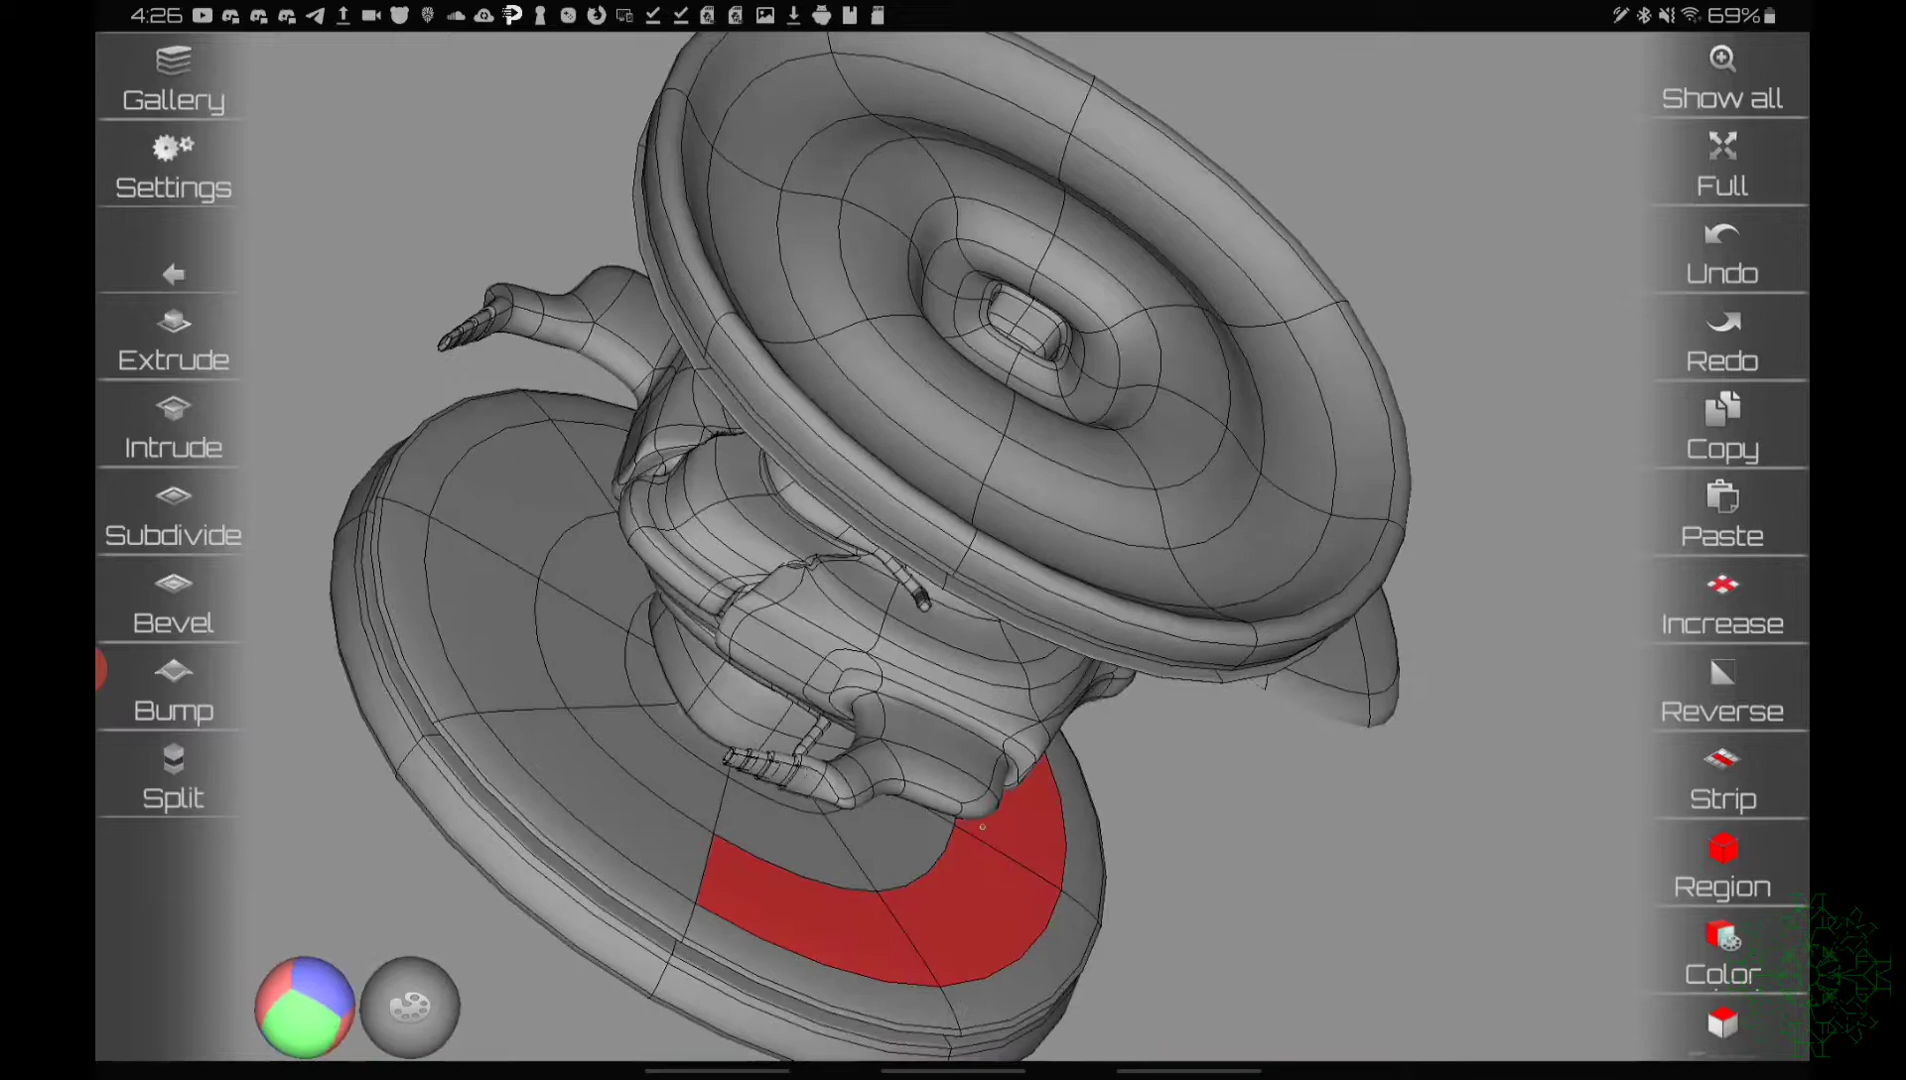 4:26
69%
Gallery
Settings
Extrude
Intrude
Subdivide
Bevel
Bump
Split
Show all
Full
Undo
Redo
Copy
Paste
Increase
Reverse
Strip
Region
Color